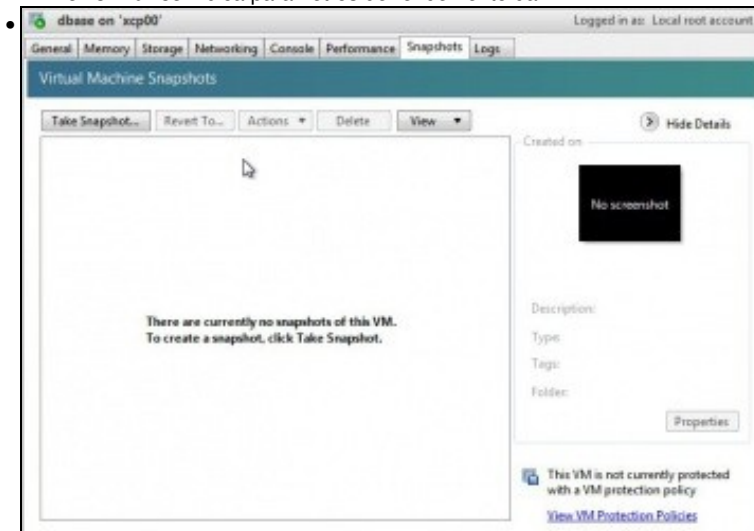 dbase on 'xcp00'
Logged in as: Local root account
General Memory Storage Networking Console Performance Snapshots Logs
Virtual Machine Snapshots
Take Snapshot... Revert To... Actions Delete View
Hide Details
Created on
No screenshot
There are currently no snapshots of this VM.
To create a snapshot, click Take Snapshot.
Description:
Type:
Tags:
Folder:
Properties
This VM is not currently protected
with a VM protection policy
View VM Protection Policies